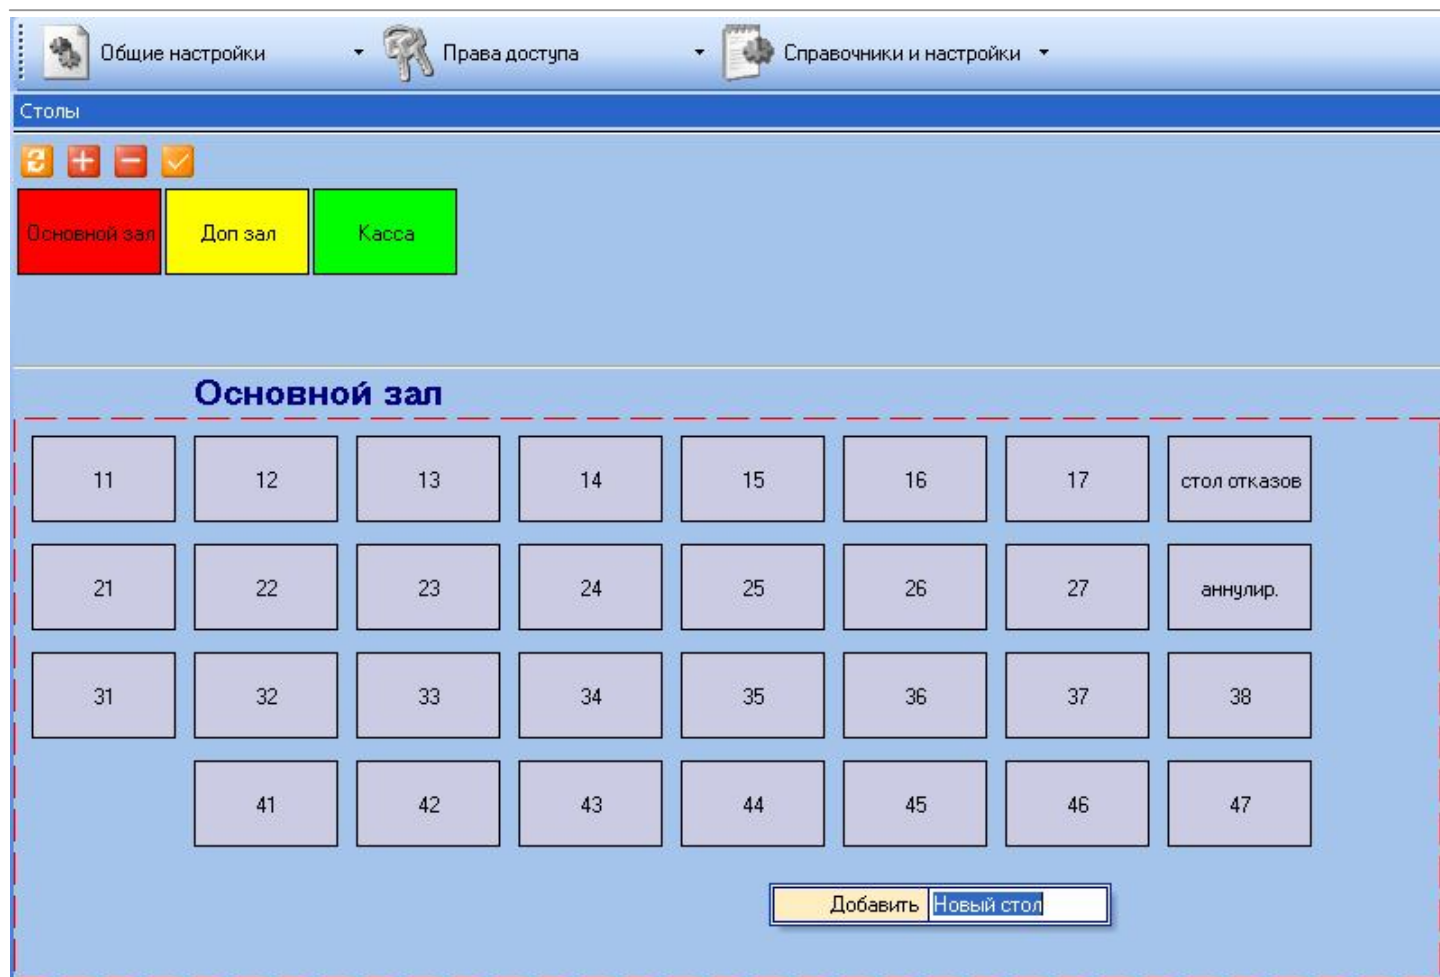 Общие настройки Права доступа Справочники и настройки
Столы
Основной зал Доп зал Касса
Основной зал
11 12 13 14 15 16 17 стол отказов
21 22 23 24 25 26 27 аннулир.
31 32 33 34 35 36 37 38
41 42 43 44 45 46 47
Добавить Новый стол